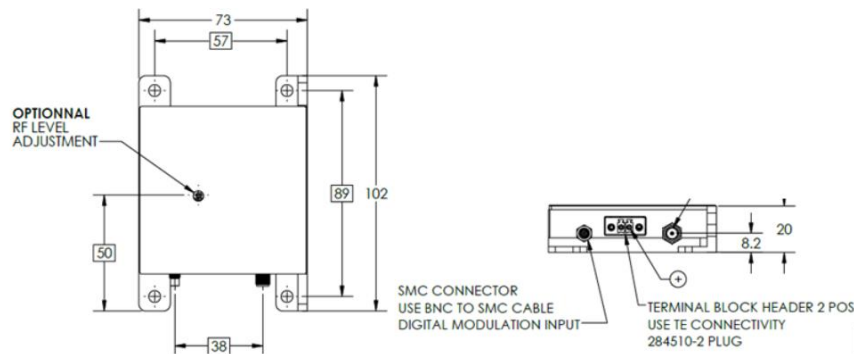 73
57
OPTIONNAL
RF LEVEL
ADJUSTMENT
89
102
50
38
20
8.2
SMC CONNECTOR
USE BNC TO SMC CABLE
DIGITAL MODULATION INPUT
+
TERMINAL BLOCK HEADER 2 POS
USE TE CONNECTIVITY
284510-2 PLUG